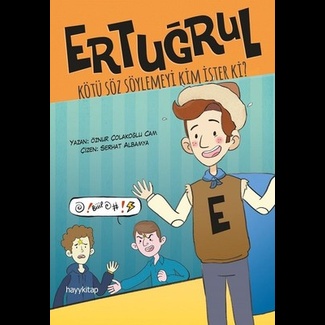 ERTUĞRUL
KÖTÜ SÖZ SÖYLEMEYİ KİM İSTER Kİ?
YAZAN: ÖZNUR ÇOLAKOĞLU CAM
ÇİZEN: SERHAT ALBAMYA
E
hayykitap